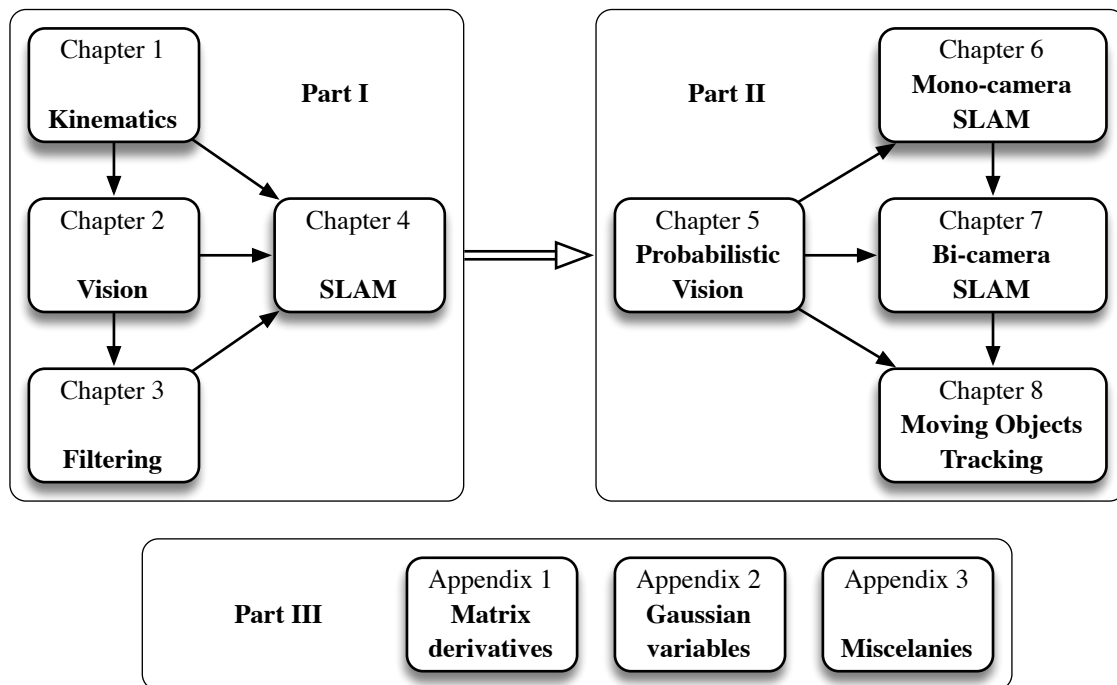 Chapter 1
Kinematics
Part I
Chapter 2
Vision
Chapter 3
Filtering
Chapter 4
SLAM
Part II
Chapter 5
Probabilistic
Vision
Chapter 6
Mono-camera
SLAM
Chapter 7
Bi-camera
SLAM
Chapter 8
Moving Objects
Tracking
Part III
Appendix 1
Matrix
derivatives
Appendix 2
Gaussian
variables
Appendix 3
Miscelanies